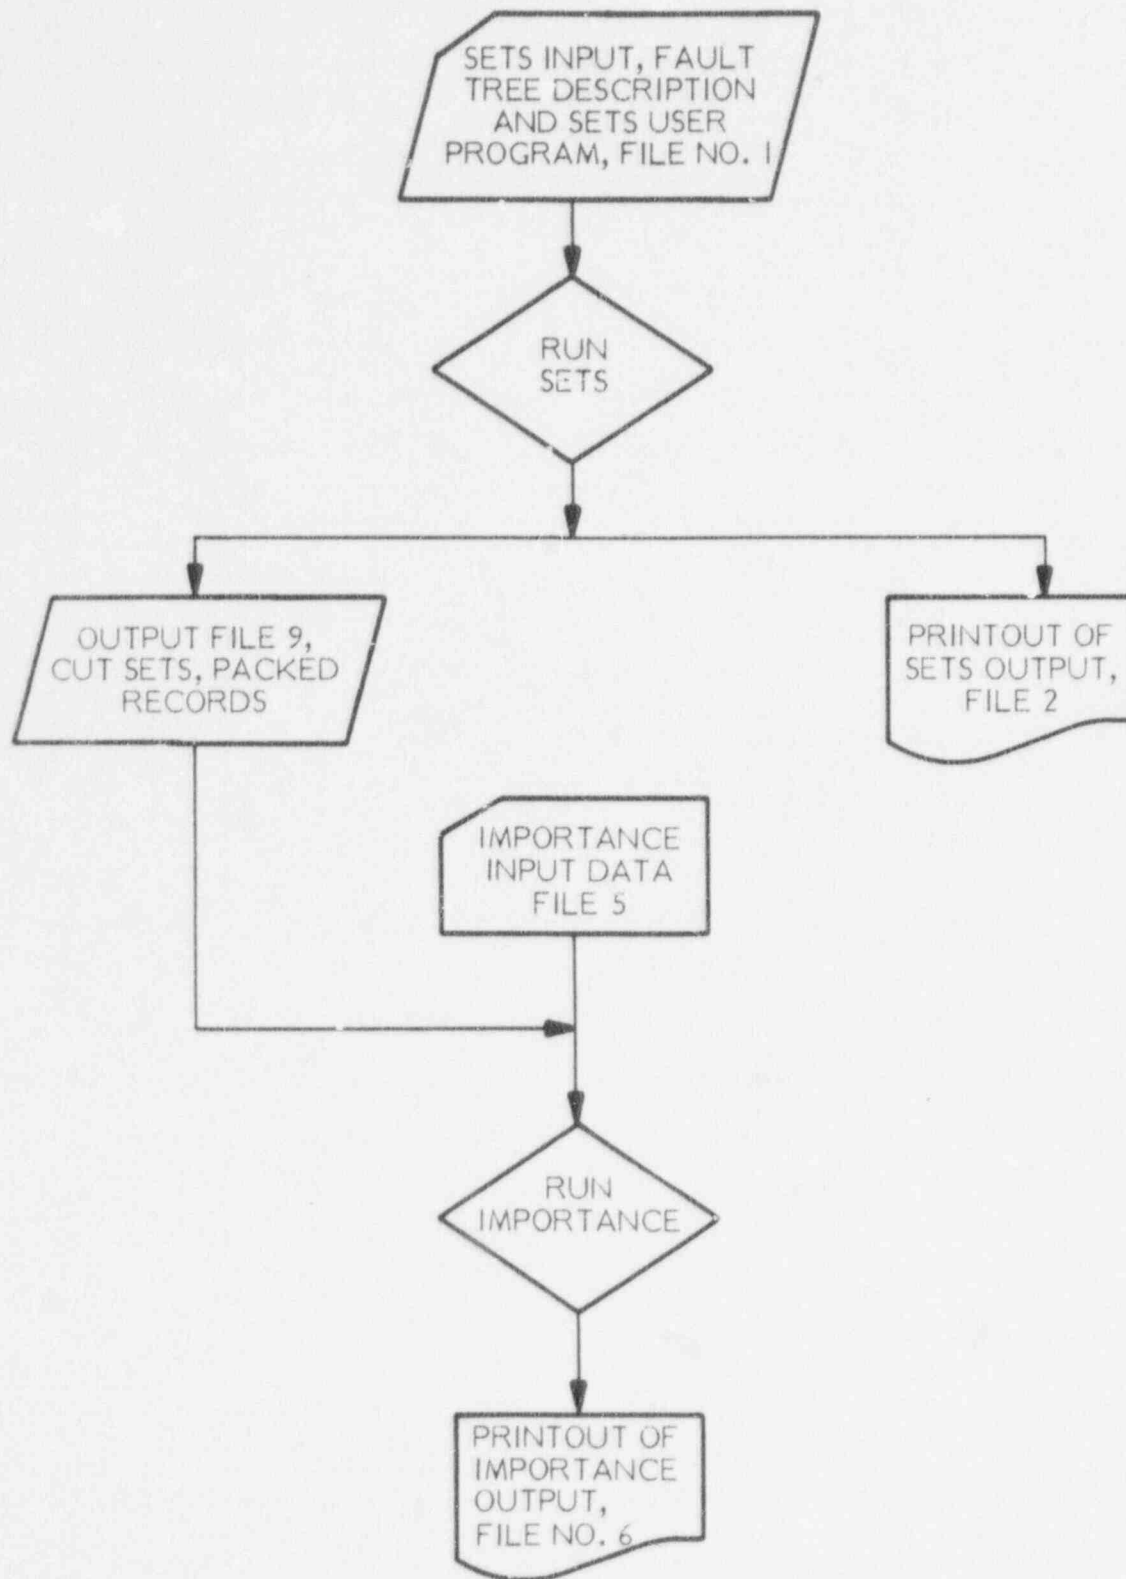 SETS INPUT, FAULT
TREE DESCRIPTION
AND SETS USER
PROGRAM, FILE NO. 1
RUN
SETS
OUTPUT FILE 9,
CUT SETS, PACKED
RECORDS
PRINTOUT OF
SETS OUTPUT,
FILE 2
IMPORTANCE
INPUT DATA
FILE 5
RUN
IMPORTANCE
PRINTOUT OF
IMPORTANCE
OUTPUT,
FILE NO. 6